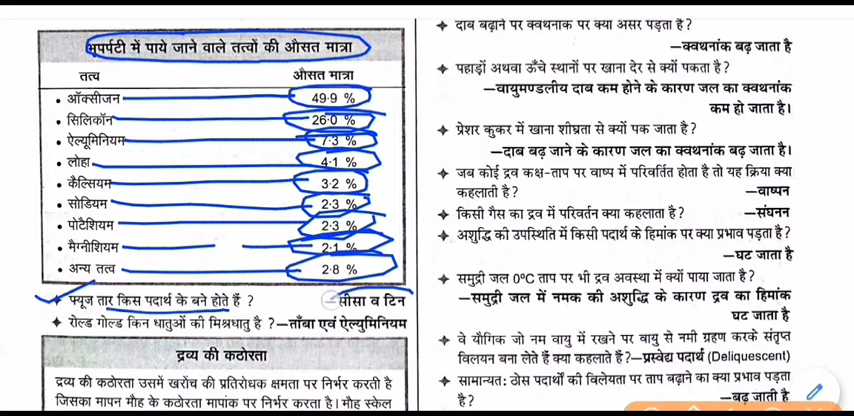 भूपर्पटी में पाये जाने वाले तत्वों की औसत मात्रा
तत्व औसत मात्रा
• ऑक्सीजन 49·9 %
• सिलिकॉन 26·0 %
• ऐल्यूमिनियम 7·3 %
• लोहा 4·1 %
• कैल्सियम 3·2 %
• सोडियम 2·3 %
• पोटैशियम 2·3 %
• मैग्नीशियम 2·1 %
• अन्य तत्व 2·8 %
फ्यूज तार किस पदार्थ के बने होते हैं ? —सीसा व टिन
रोल्ड गोल्ड किन धातुओं की मिश्रधातु है ?—ताँबा एवं ऐल्युमिनियम
द्रव्य की कठोरता
द्रव्य की कठोरता उसमें खरोंच की प्रतिरोधक क्षमता पर निर्भर करती है
जिसका मापन मौह के कठोरता मापांक पर निर्भर करता है। मौह स्केल
दाब बढ़ाने पर क्वथनांक पर क्या असर पड़ता है?
—क्वथनांक बढ़ जाता है
पहाड़ों अथवा ऊँचे स्थानों पर खाना देर से क्यों पकता है?
—वायुमण्डलीय दाब कम होने के कारण जल का क्वथनांक
कम हो जाता है।
प्रेशर कुकर में खाना शीघ्रता से क्यों पक जाता है?
—दाब बढ़ जाने के कारण जल का क्वथनांक बढ़ जाता है।
जब कोई द्रव कक्ष-ताप पर वाष्प में परिवर्तित होता है तो यह क्रिया क्या
कहलाती है? —वाष्पन
किसी गैस का द्रव में परिवर्तन क्या कहलाता है? —संघनन
अशुद्धि की उपस्थिति में किसी पदार्थ के हिमांक पर क्या प्रभाव पड़ता है?
—घट जाता है
समुद्री जल 0°C ताप पर भी द्रव अवस्था में क्यों पाया जाता है?
—समुद्री जल में नमक की अशुद्धि के कारण द्रव का हिमांक
घट जाता है
वे यौगिक जो नम वायु में रखने पर वायु से नमी ग्रहण करके संतृप्त
विलयन बना लेते हैं क्या कहलाते हैं?—प्रस्वेद्य पदार्थ (Deliquescent)
सामान्यतः ठोस पदार्थों की विलेयता पर ताप बढ़ाने का क्या प्रभाव पड़ता
है? —बढ़ जाती है